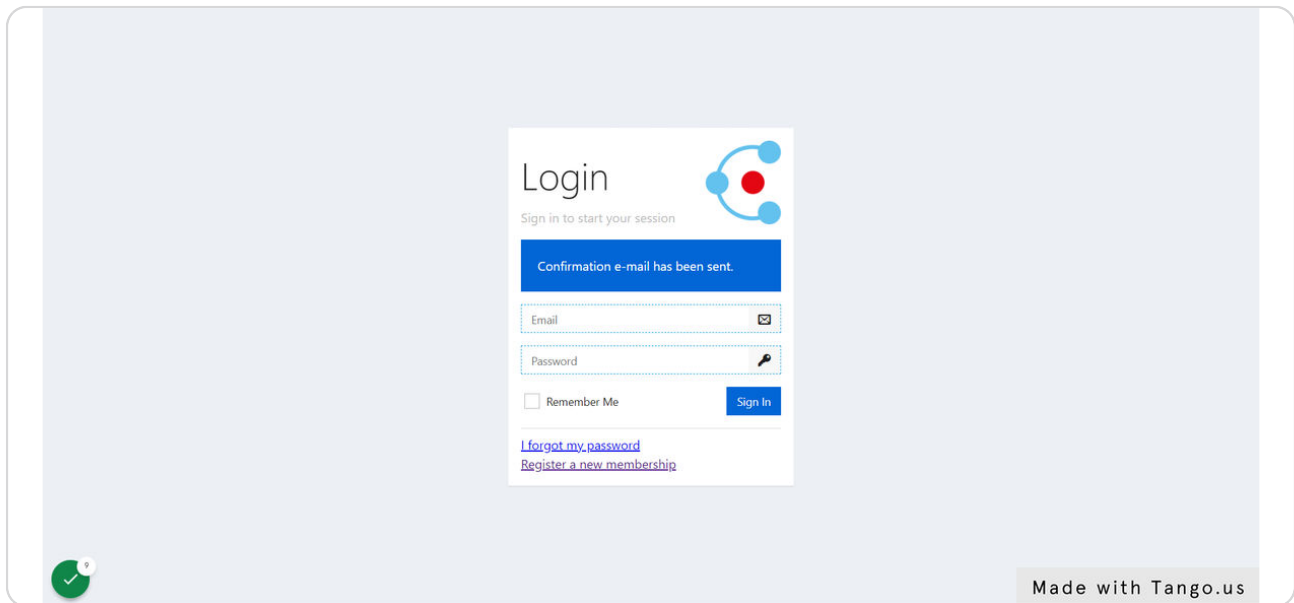 Login
Sign in to start your session
Confirmation e-mail has been sent.
Email
Password
Remember Me
Sign In
I forgot my password
Register a new membership
9
Made with Tango.us